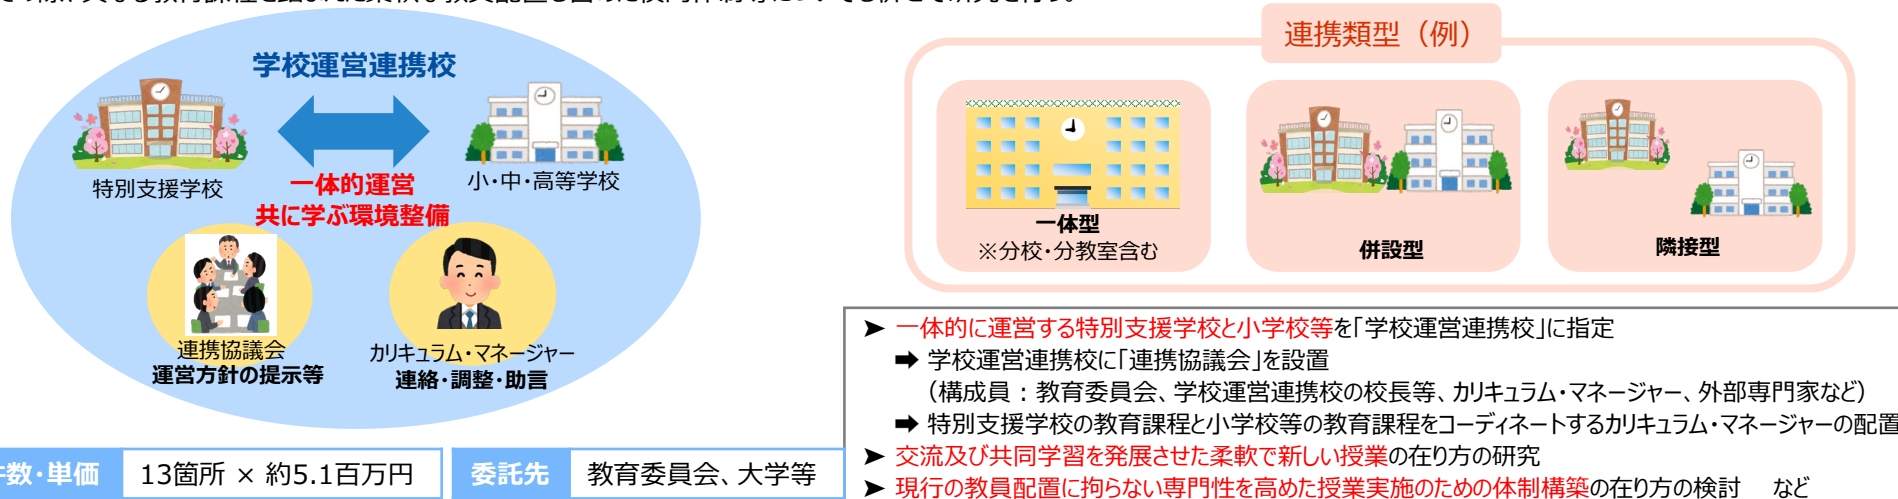 学校運営連携校
特別支援学校
小・中・高等学校
一体的運営
共に学ぶ環境整備
連携協議会
運営方針の提示等
カリキュラム・マネージャー
連絡・調整・助言
件数・単価
13箇所 × 約5.1百万円
委託先
教育委員会、大学等
連携類型（例）
一体型
※分校・分教室含む
併設型
隣接型
➤ 一体的に運営する特別支援学校と小学校等を「学校運営連携校」に指定
➡ 学校運営連携校に「連携協議会」を設置
（構成員：教育委員会、学校運営連携校の校長等、カリキュラム・マネージャー、外部専門家など）
➡ 特別支援学校の教育課程と小学校等の教育課程をコーディネートするカリキュラム・マネージャーの配置
➤ 交流及び共同学習を発展させた柔軟で新しい授業の在り方の研究
➤ 現行の教員配置に拘らない専門性を高めた授業実施のための体制構築の在り方の検討　など